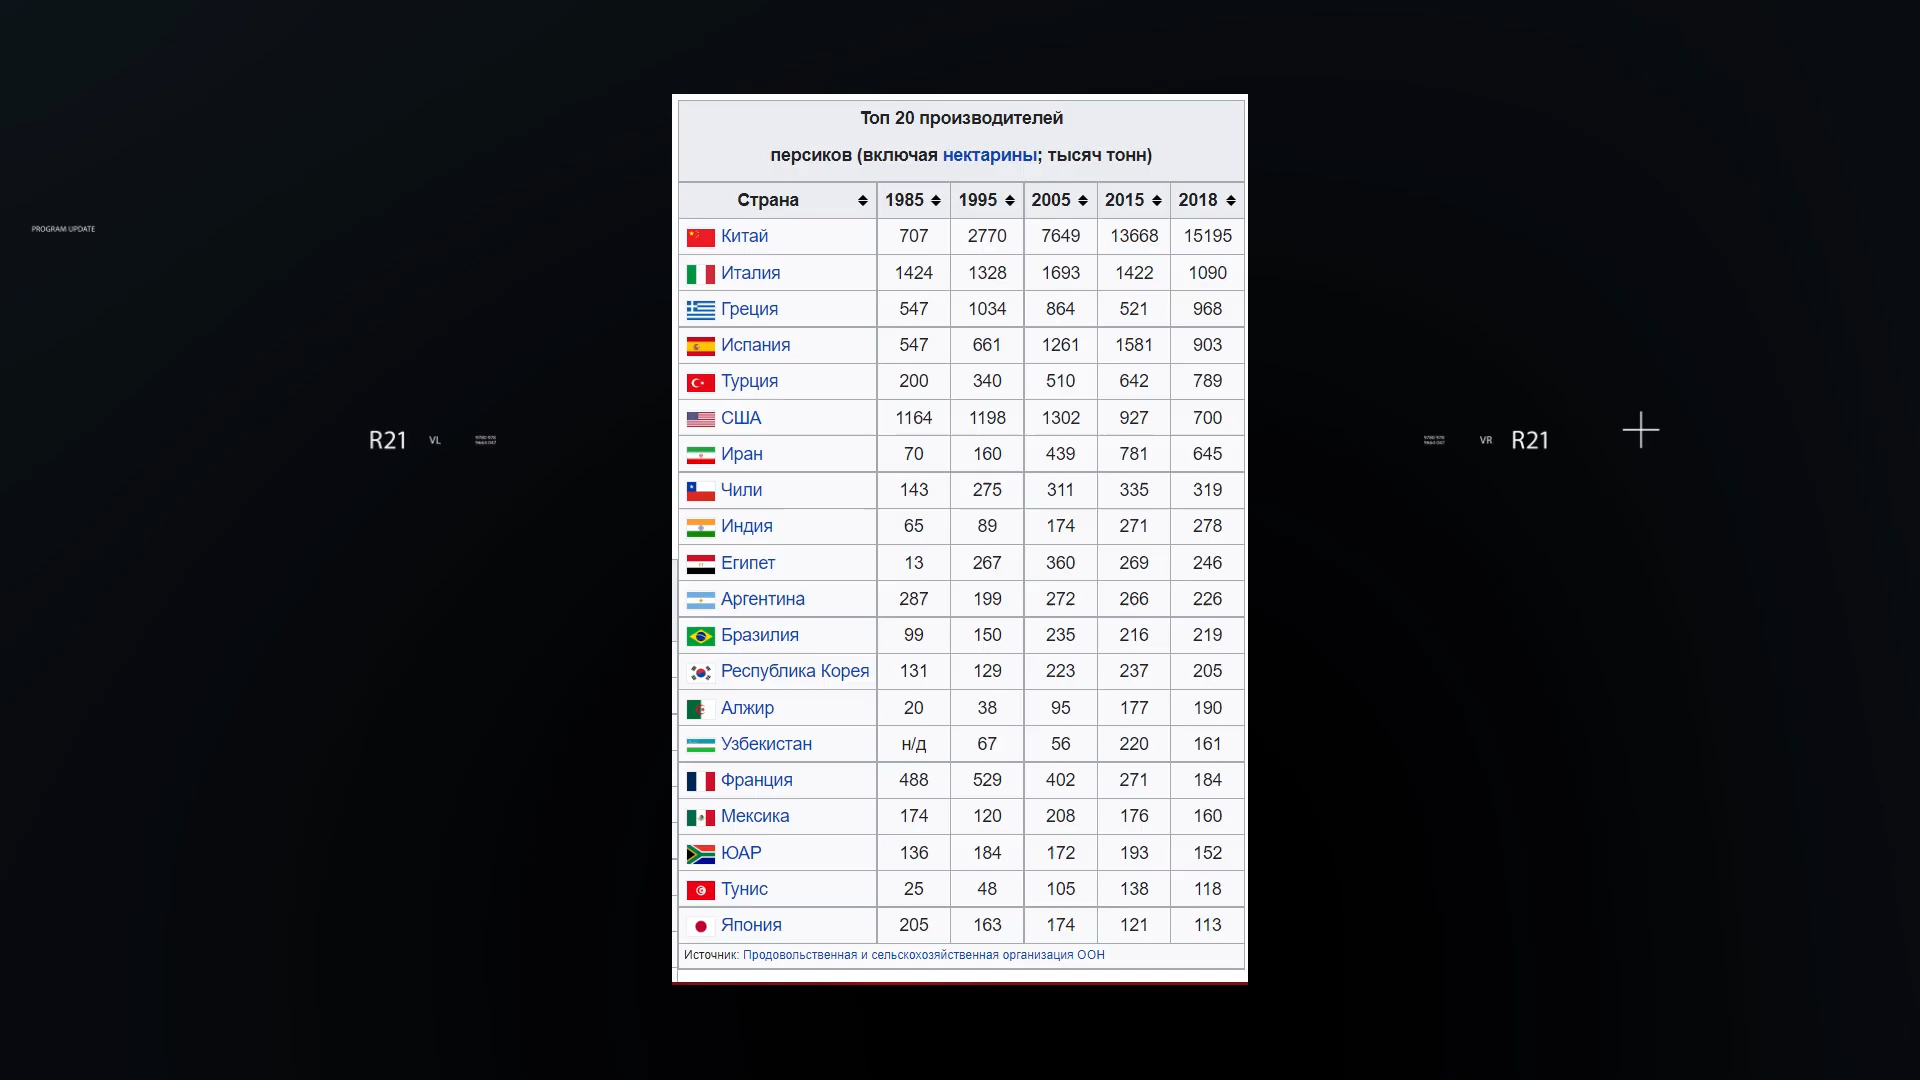 Топ 20 производителей
персиков (включая нектарины; тысяч тонн)
Страна 1985 1995 2005 2015 2018
Китай 707 2770 7649 13668 15195
Италия 1424 1328 1693 1422 1090
Греция 547 1034 864 521 968
Испания 547 661 1261 1581 903
Турция 200 340 510 642 789
США 1164 1198 1302 927 700
Иран 70 160 439 781 645
Чили 143 275 311 335 319
Индия 65 89 174 271 278
Египет 13 267 360 269 246
Аргентина 287 199 272 266 226
Бразилия 99 150 235 216 219
Республика Корея 131 129 223 237 205
Алжир 20 38 95 177 190
Узбекистан н/д 67 56 220 161
Франция 488 529 402 271 184
Мексика 174 120 208 176 160
ЮАР 136 184 172 193 152
Тунис 25 48 105 138 118
Япония 205 163 174 121 113
Источник: Продовольственная и сельскохозяйственная организация ООН
PROGRAM UPDATE
R21 VL
VR R21